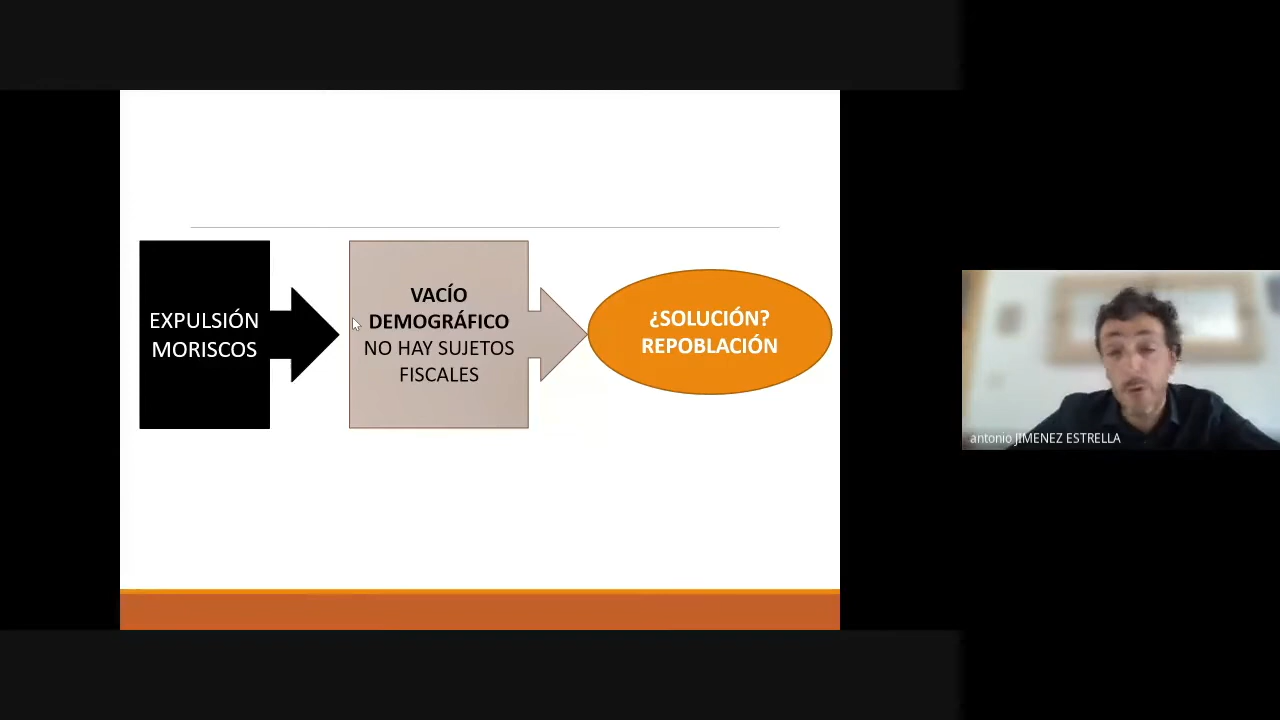 EXPULSIÓN
MORISCOS
VACÍO
DEMOGRÁFICO
NO HAY SUJETOS
FISCALES
¿SOLUCIÓN?
REPOBLACIÓN
antonio JIMENEZ ESTRELLA